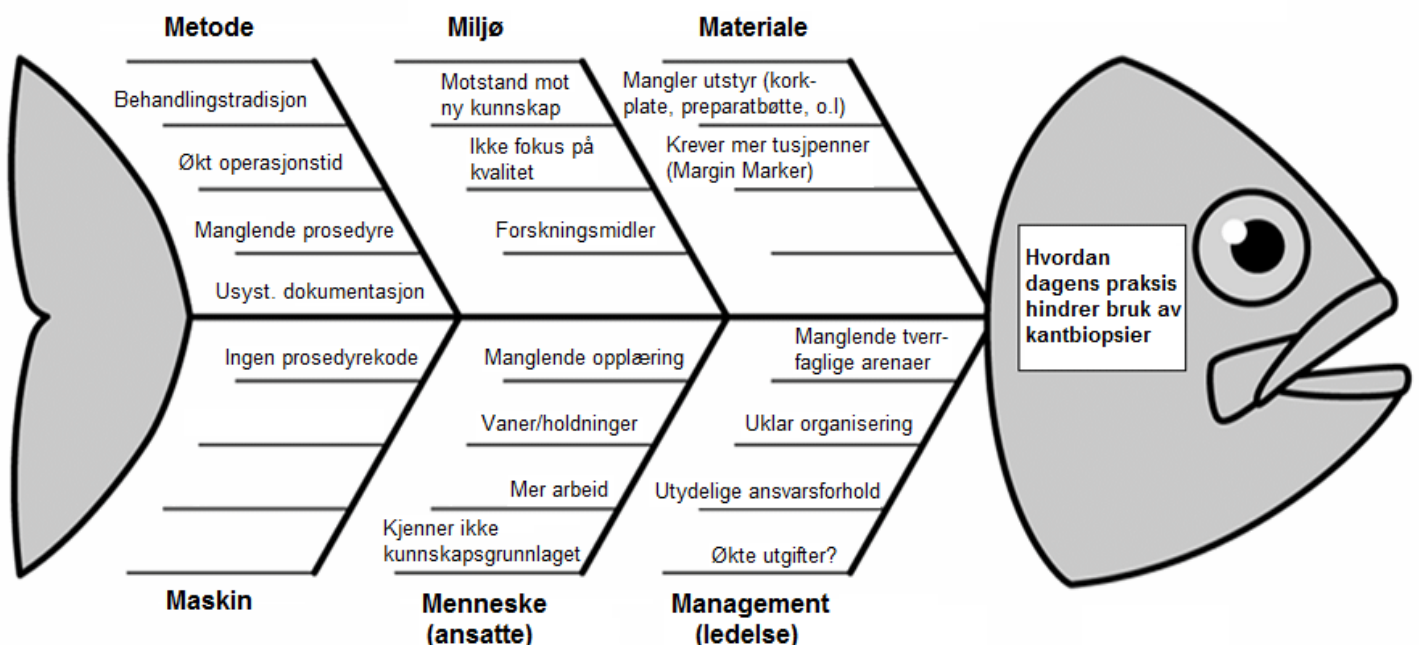 Metode
Miljø
Materiale
Behandlingstradisjon
Økt operasjonstid
Manglende prosedyre
Usyst. dokumentasjon
Motstand mot
ny kunnskap
Ikke fokus på
kvalitet
Forskningsmidler
Mangler utstyr (kork-
plate, preparatbøtte, o.l)
Krever mer tusjpenner
(Margin Marker)
Hvordan
dagens praksis
hindrer bruk av
kantbiopsier
Ingen prosedyrekode
Manglende opplæring
Vaner/holdninger
Mer arbeid
Kjenner ikke
kunnskapsgrunnlaget
Manglende tverr-
faglige arenaer
Uklar organisering
Utydelige ansvarsforhold
Økte utgifter?
Maskin
Menneske
(ansatte)
Management
(ledelse)